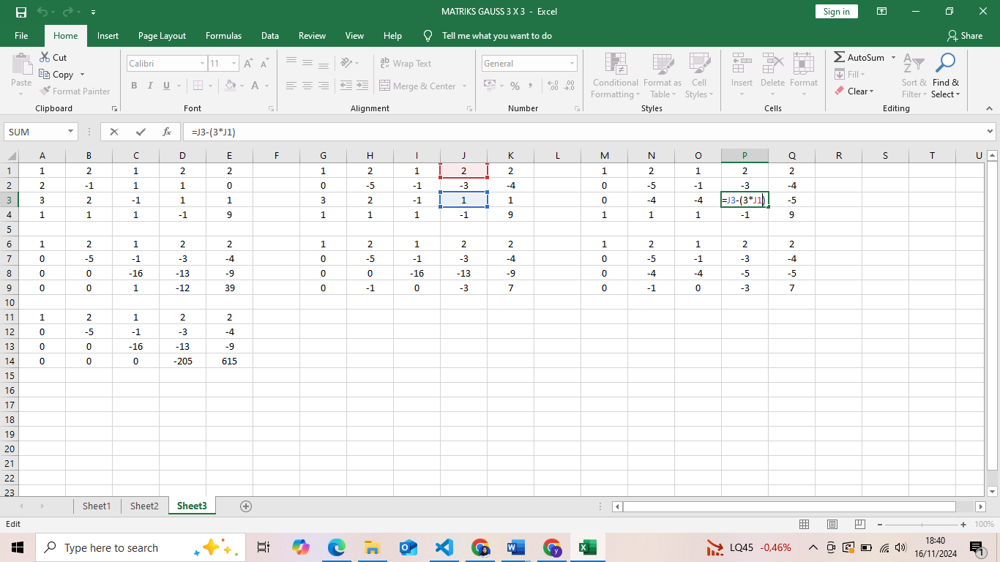 MATRIKS GAUSS 3 X 3 - Excel
Sign in
File Home Insert Page Layout Formulas Data Review View Help Tell me what you want to do Share
Paste
Cut
Copy
Format Painter
Clipboard
Calibri 11
B I U
Font
Wrap Text
Merge & Center
Alignment
General
Number
Conditional Formatting
Format as Table
Cell Styles
Styles
Insert Delete Format
Cells
AutoSum
Fill
Clear
Sort & Filter
Find & Select
Editing
SUM fx =J3-(3*J1)
A B C D E F G H I J K L M N O P Q R S T U
1 1 2 1 2 2 1 2 1 2 2 1 2 1 2 2
2 2 -1 1 1 0 0 -5 -1 -3 -4 0 -5 -1 -3 -4
3 3 2 -1 1 1 3 2 -1 1 1 0 -4 -4 =J3-(3*J1) -5
4 1 1 1 -1 9 1 1 1 -1 9 1 1 1 -1 9
5
6 1 2 1 2 2 1 2 1 2 2 1 2 1 2 2
7 0 -5 -1 -3 -4 0 -5 -1 -3 -4 0 -5 -1 -3 -4
8 0 0 -16 -13 -9 0 0 -16 -13 -9 0 -4 -4 -5 -5
9 0 0 1 -12 39 0 -1 0 -3 7 0 -1 0 -3 7
10
11 1 2 1 2 2
12 0 -5 -1 -3 -4
13 0 0 -16 -13 -9
14 0 0 0 -205 615
15
16
17
18
19
20
21
22
23
Sheet1 Sheet2 Sheet3
Edit 100%
Type here to search
LQ45 -0,46%
18:40
16/11/2024
1